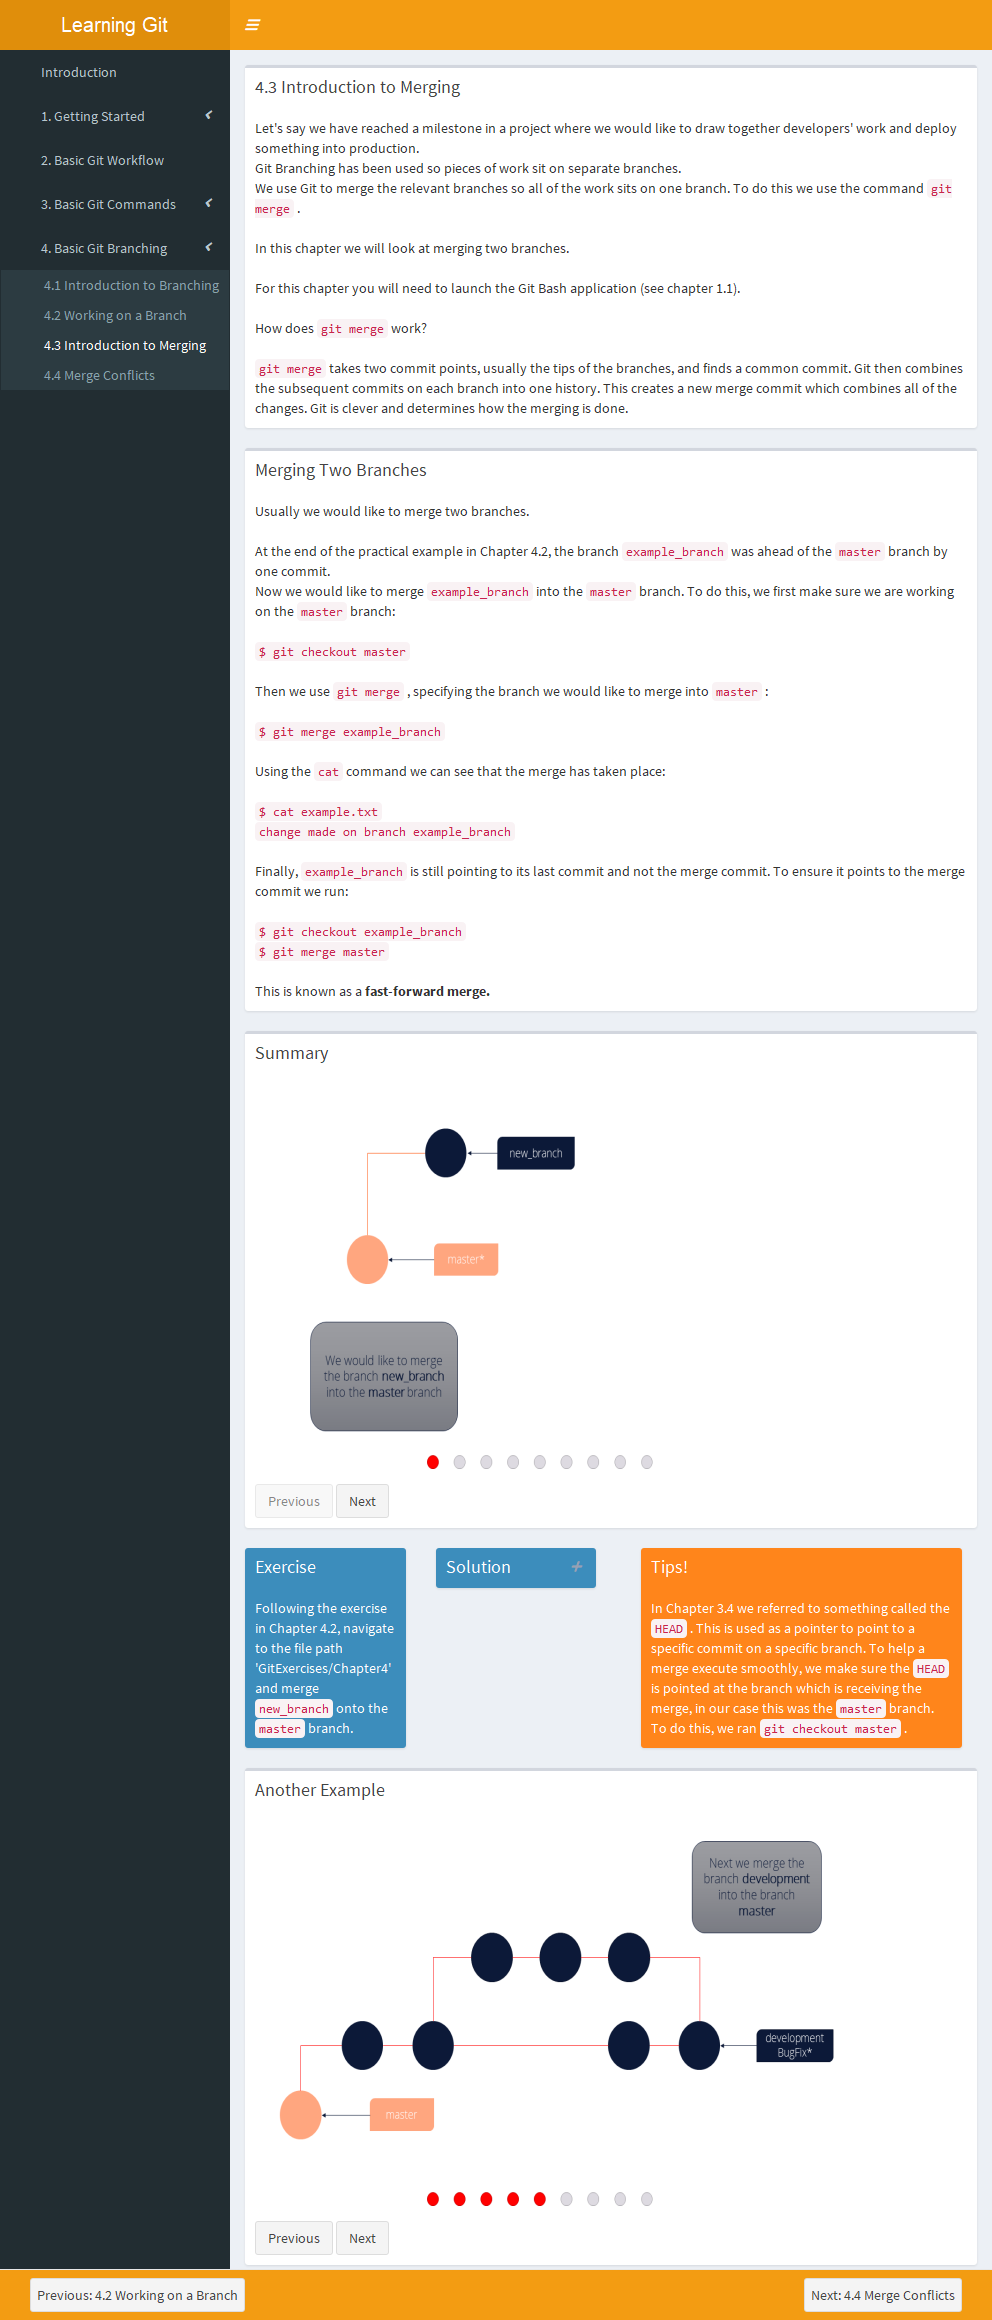 Learning Git
Introduction
1. Getting Started
2. Basic Git Workflow
3. Basic Git Commands
4. Basic Git Branching
4.1 Introduction to Branching
4.2 Working on a Branch
4.3 Introduction to Merging
4.4 Merge Conflicts
4.3 Introduction to Merging
Let's say we have reached a milestone in a project where we would like to draw together developers' work and deploy
something into production.
Git Branching has been used so pieces of work sit on separate branches.
We use Git to merge the relevant branches so all of the work sits on one branch. To do this we use the command git
merge .
In this chapter we will look at merging two branches.
For this chapter you will need to launch the Git Bash application (see chapter 1.1).
How does git merge work?
git merge takes two commit points, usually the tips of the branches, and finds a common commit. Git then combines
the subsequent commits on each branch into one history. This creates a new merge commit which combines all of the
changes. Git is clever and determines how the merging is done.
Merging Two Branches
Usually we would like to merge two branches.
At the end of the practical example in Chapter 4.2, the branch example_branch was ahead of the master branch by
one commit.
Now we would like to merge example_branch into the master branch. To do this, we first make sure we are working
on the master branch:
$ git checkout master
Then we use git merge , specifying the branch we would like to merge into master :
$ git merge example_branch
Using the cat command we can see that the merge has taken place:
$ cat example.txt
change made on branch example_branch
Finally, example_branch is still pointing to its last commit and not the merge commit. To ensure it points to the merge
commit we run:
$ git checkout example_branch
$ git merge master
This is known as a fast-forward merge.
Summary
new_branch
master*
We would like to merge
the branch new_branch
into the master branch
Previous
Next
Exercise
Following the exercise
in Chapter 4.2, navigate
to the file path
'GitExercises/Chapter4'
and merge
new_branch onto the
master branch.
Solution
Tips!
In Chapter 3.4 we referred to something called the
HEAD . This is used as a pointer to point to a
specific commit on a specific branch. To help a
merge execute smoothly, we make sure the HEAD
is pointed at the branch which is receiving the
merge, in our case this was the master branch.
To do this, we ran git checkout master .
Another Example
Next we merge the
branch development
into the branch
master
development
BugFix*
master
Previous
Next
Previous: 4.2 Working on a Branch
Next: 4.4 Merge Conflicts